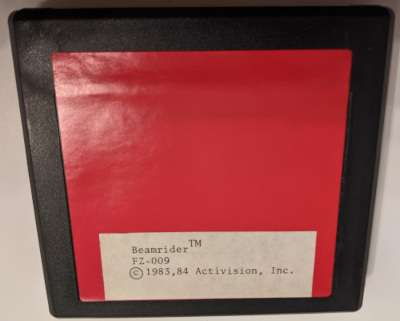 Beamrider™
FZ-009
©1983,84 Activision, Inc.